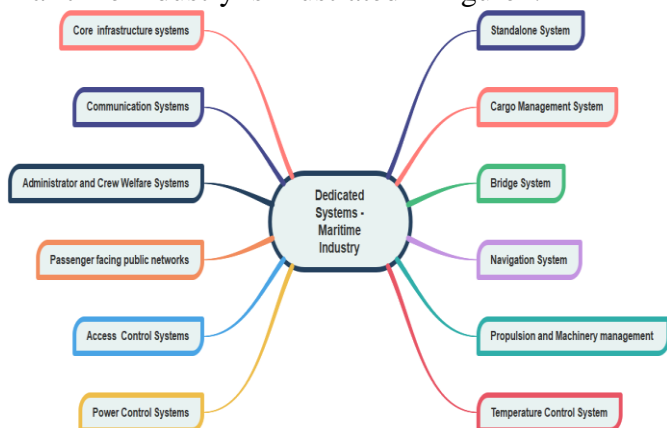 Core infrastructure systems
Communication Systems
Administrator and Crew Welfare Systems
Passenger facing public networks
Access Control Systems
Power Control Systems
Dedicated
Systems -
Maritime
Industry
Standalone System
Cargo Management System
Bridge System
Navigation System
Propulsion and Machinery management
Temperature Control System